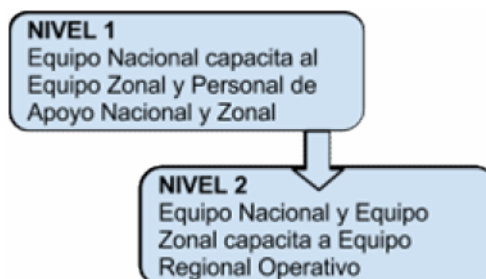 NIVEL 1
Equipo Nacional capacita al
Equipo Zonal y Personal de
Apoyo Nacional y Zonal
NIVEL 2
Equipo Nacional y Equipo
Zonal capacita a Equipo
Regional Operativo